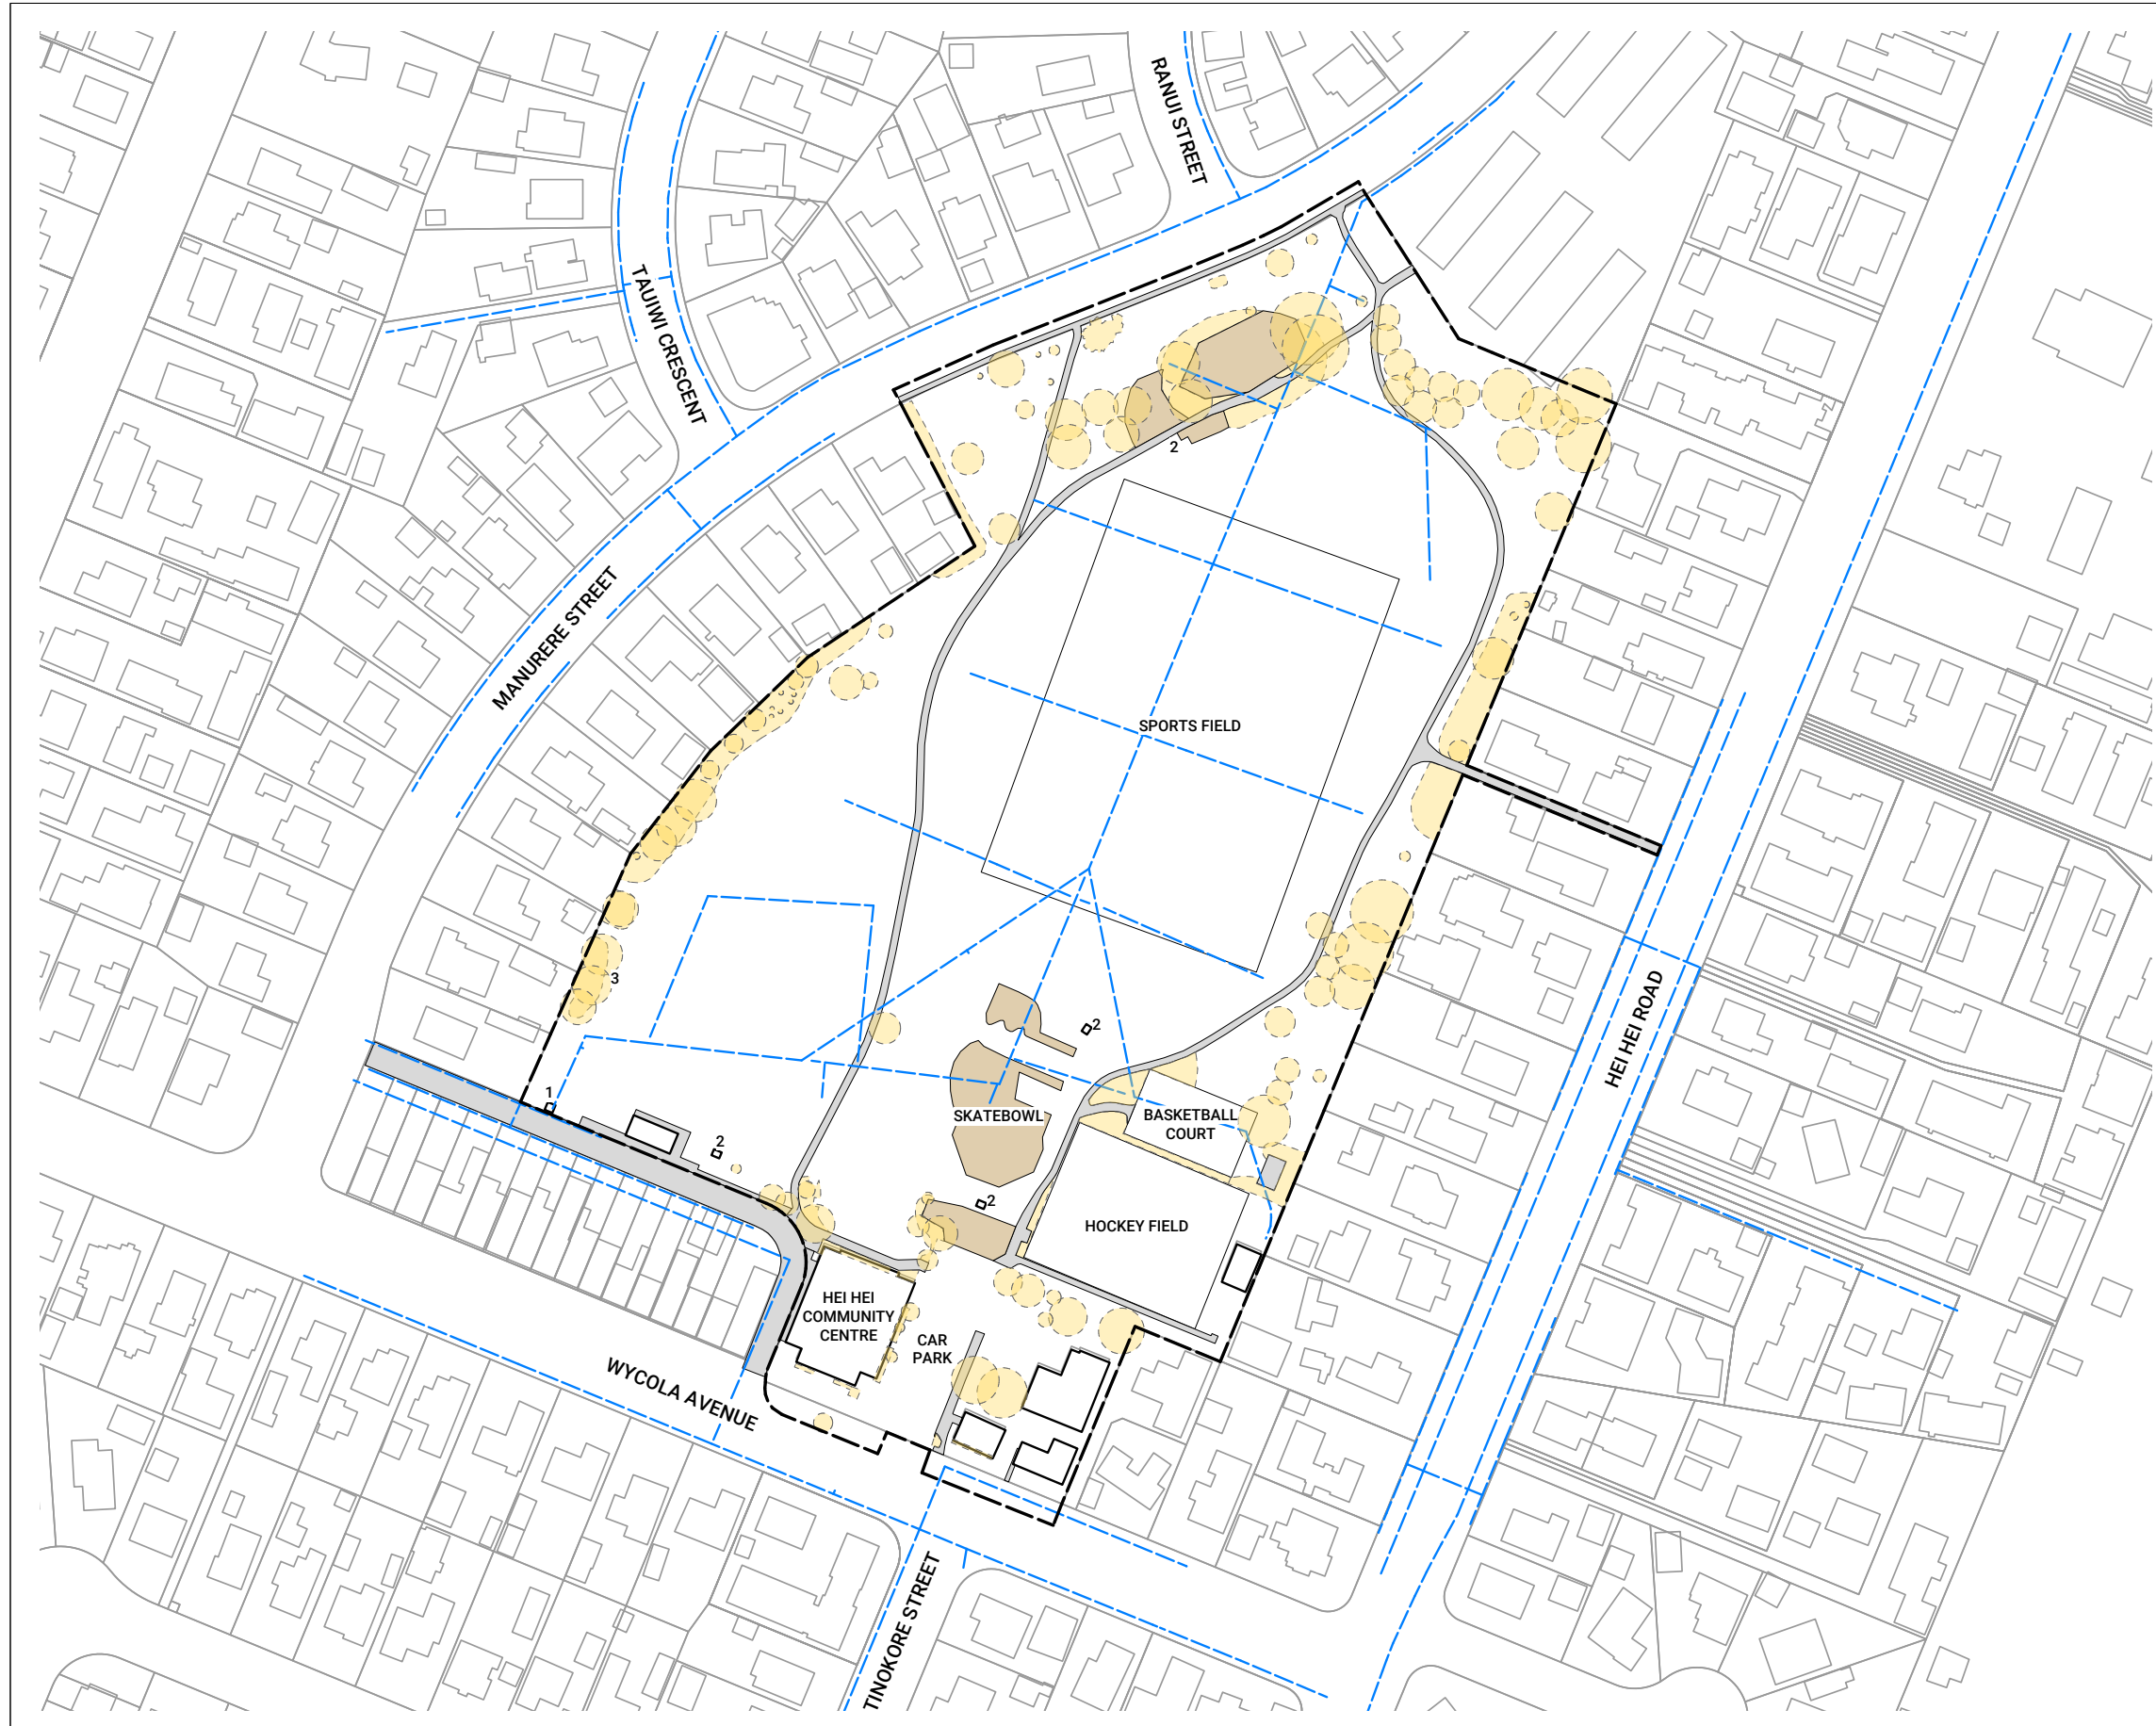 RANUI STREET
TAUIWI CRESCENT
2
MANURERE STREET
SPORTS FIELD
3
2
HEI HEI ROAD
1
SKATEBOWL
BASKETBALL
COURT
2
2
HOCKEY FIELD
HEI HEI
COMMUNITY
CENTRE
CAR
PARK
WYCOLA AVENUE
TINOKORE STREET